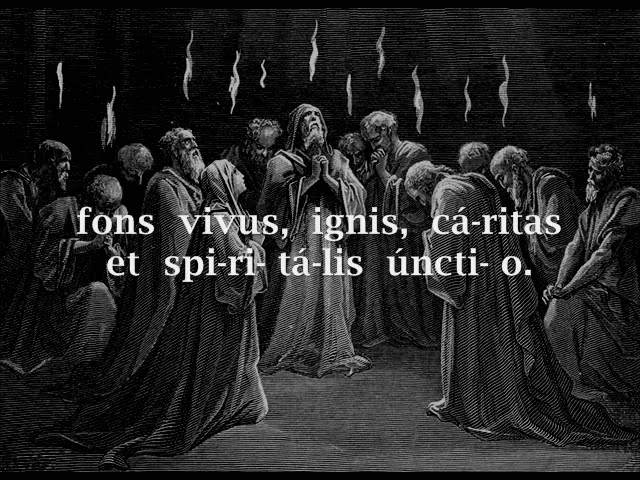 fons vivus, ignis, cá-ritas
et spi-ri- tá-lis úncti- o.